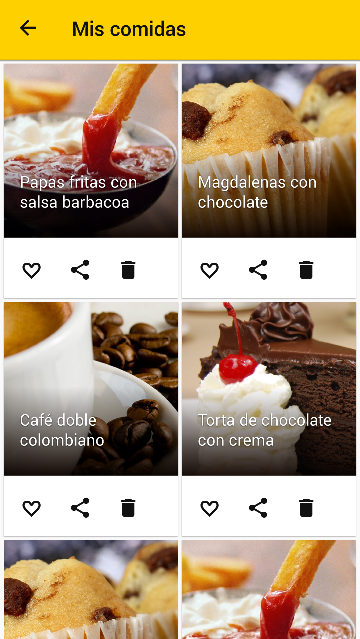 Mis comidas
Papas fritas con
salsa barbacoa
Magdalenas con
chocolate
Café doble
colombiano
Torta de chocolate
con crema